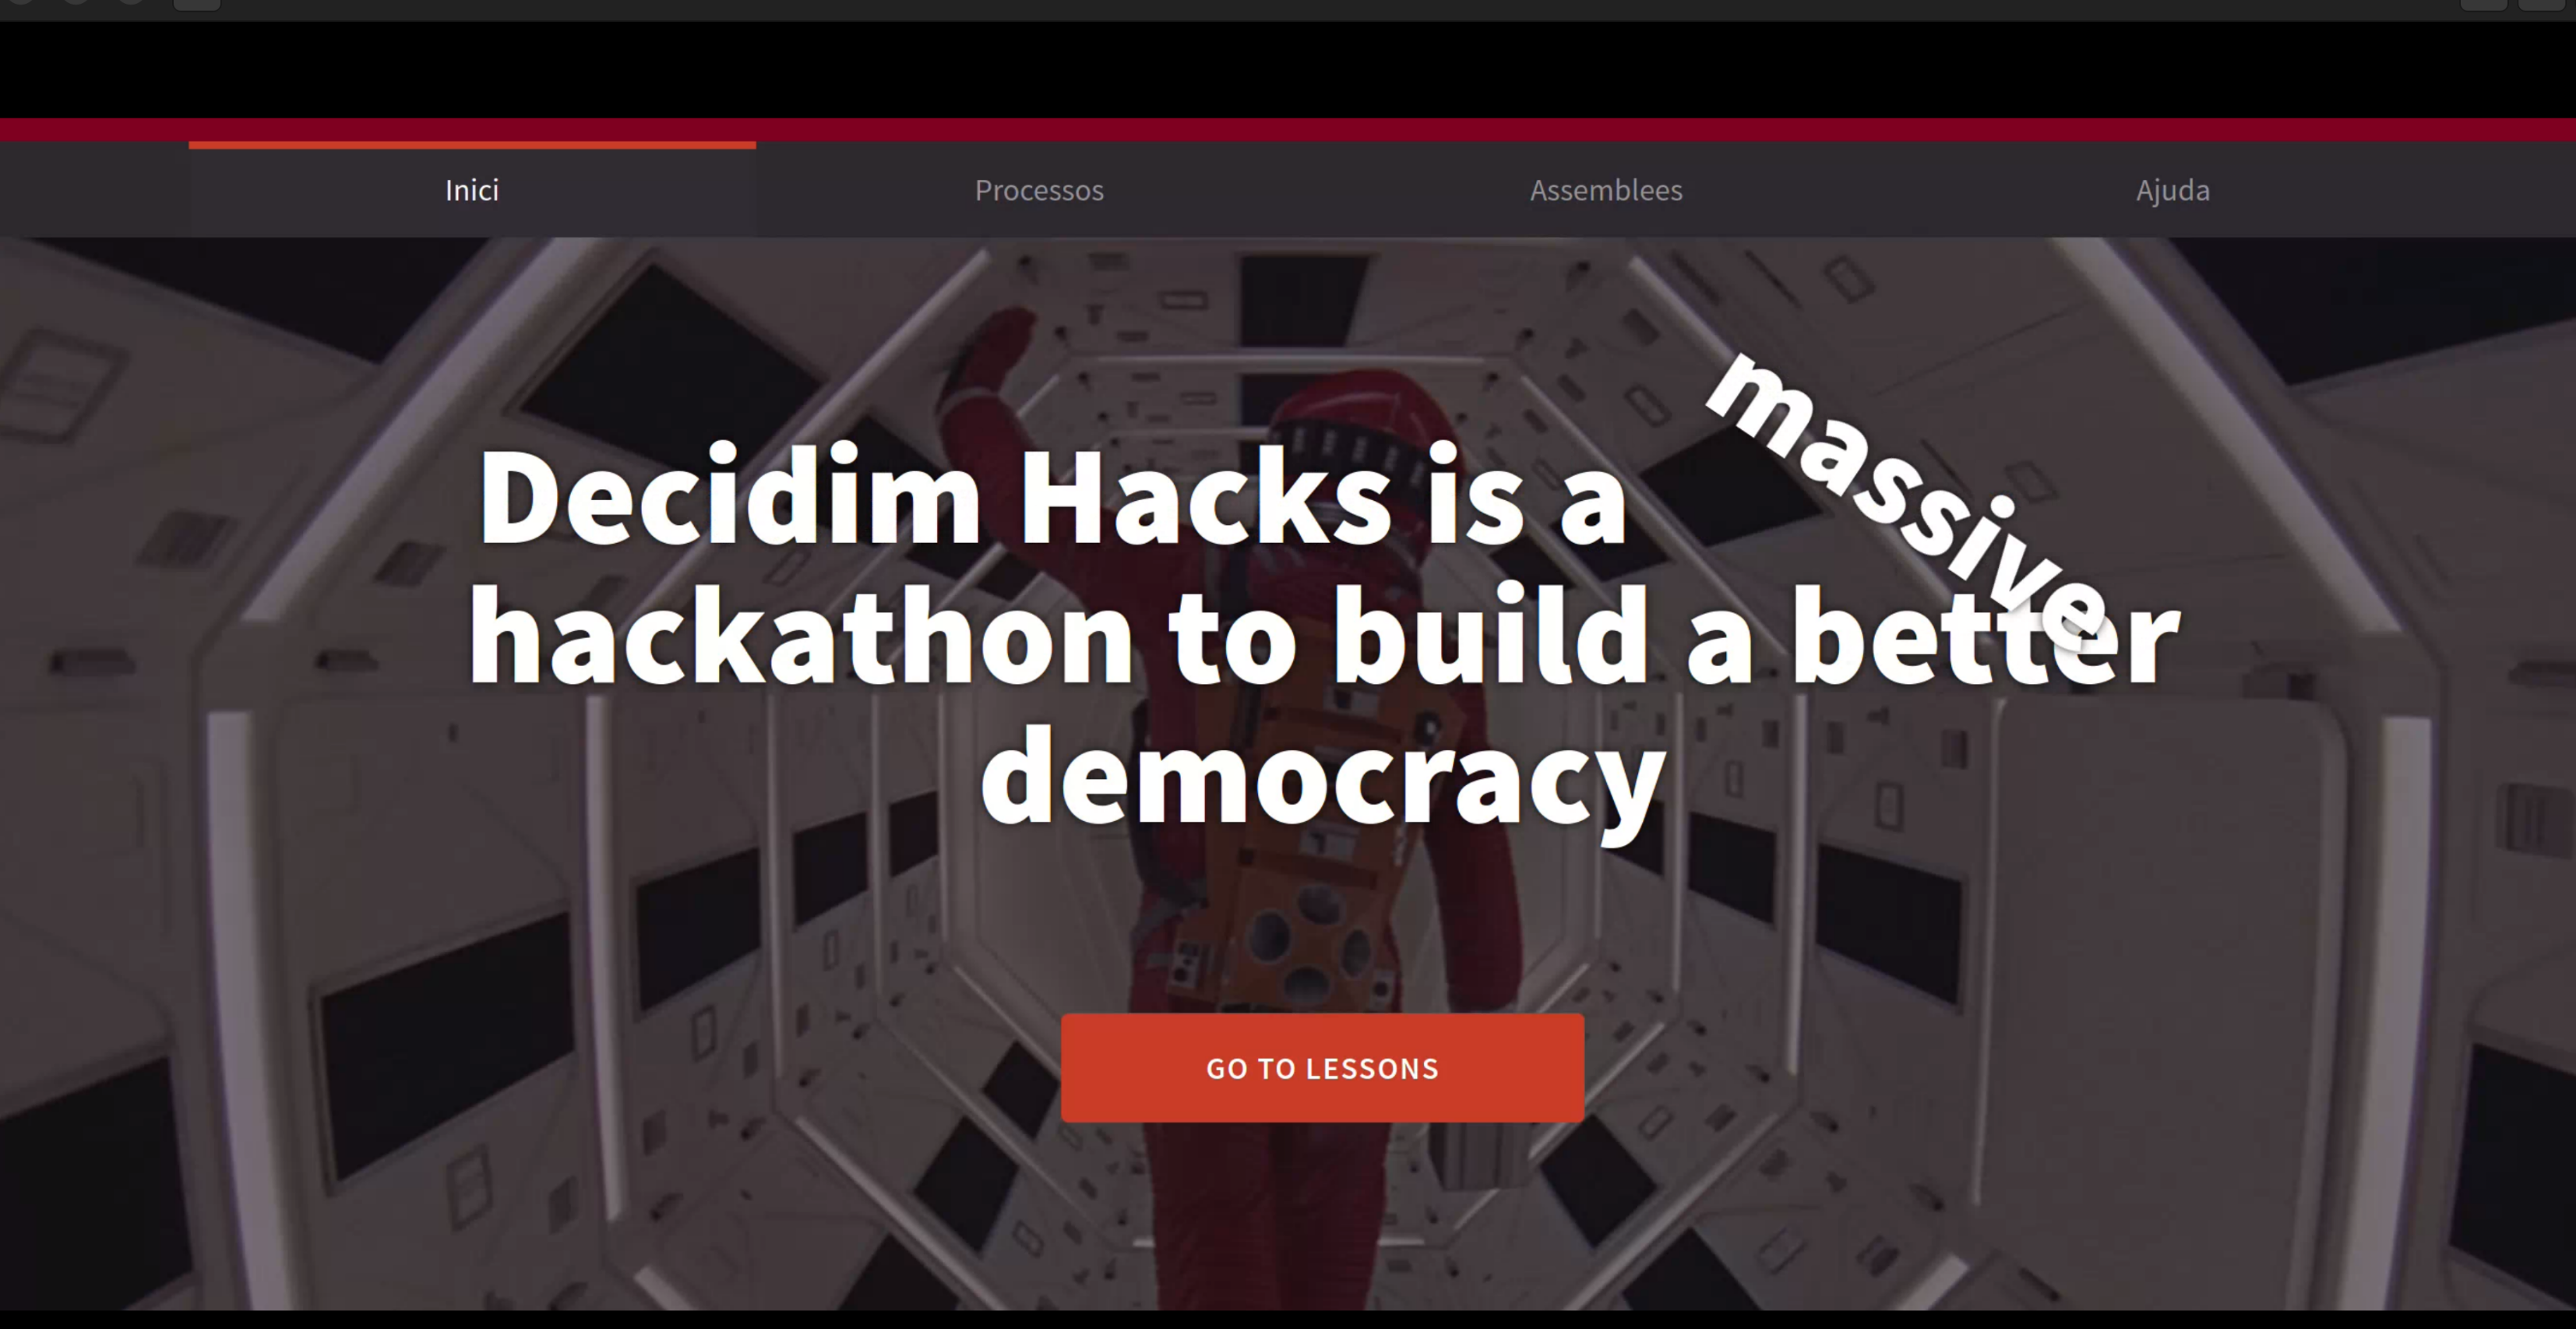 Inici
Processos
Assemblees
Ajuda
Decidim Hacks is a massive
hackathon to build a better
democracy
GO TO LESSONS